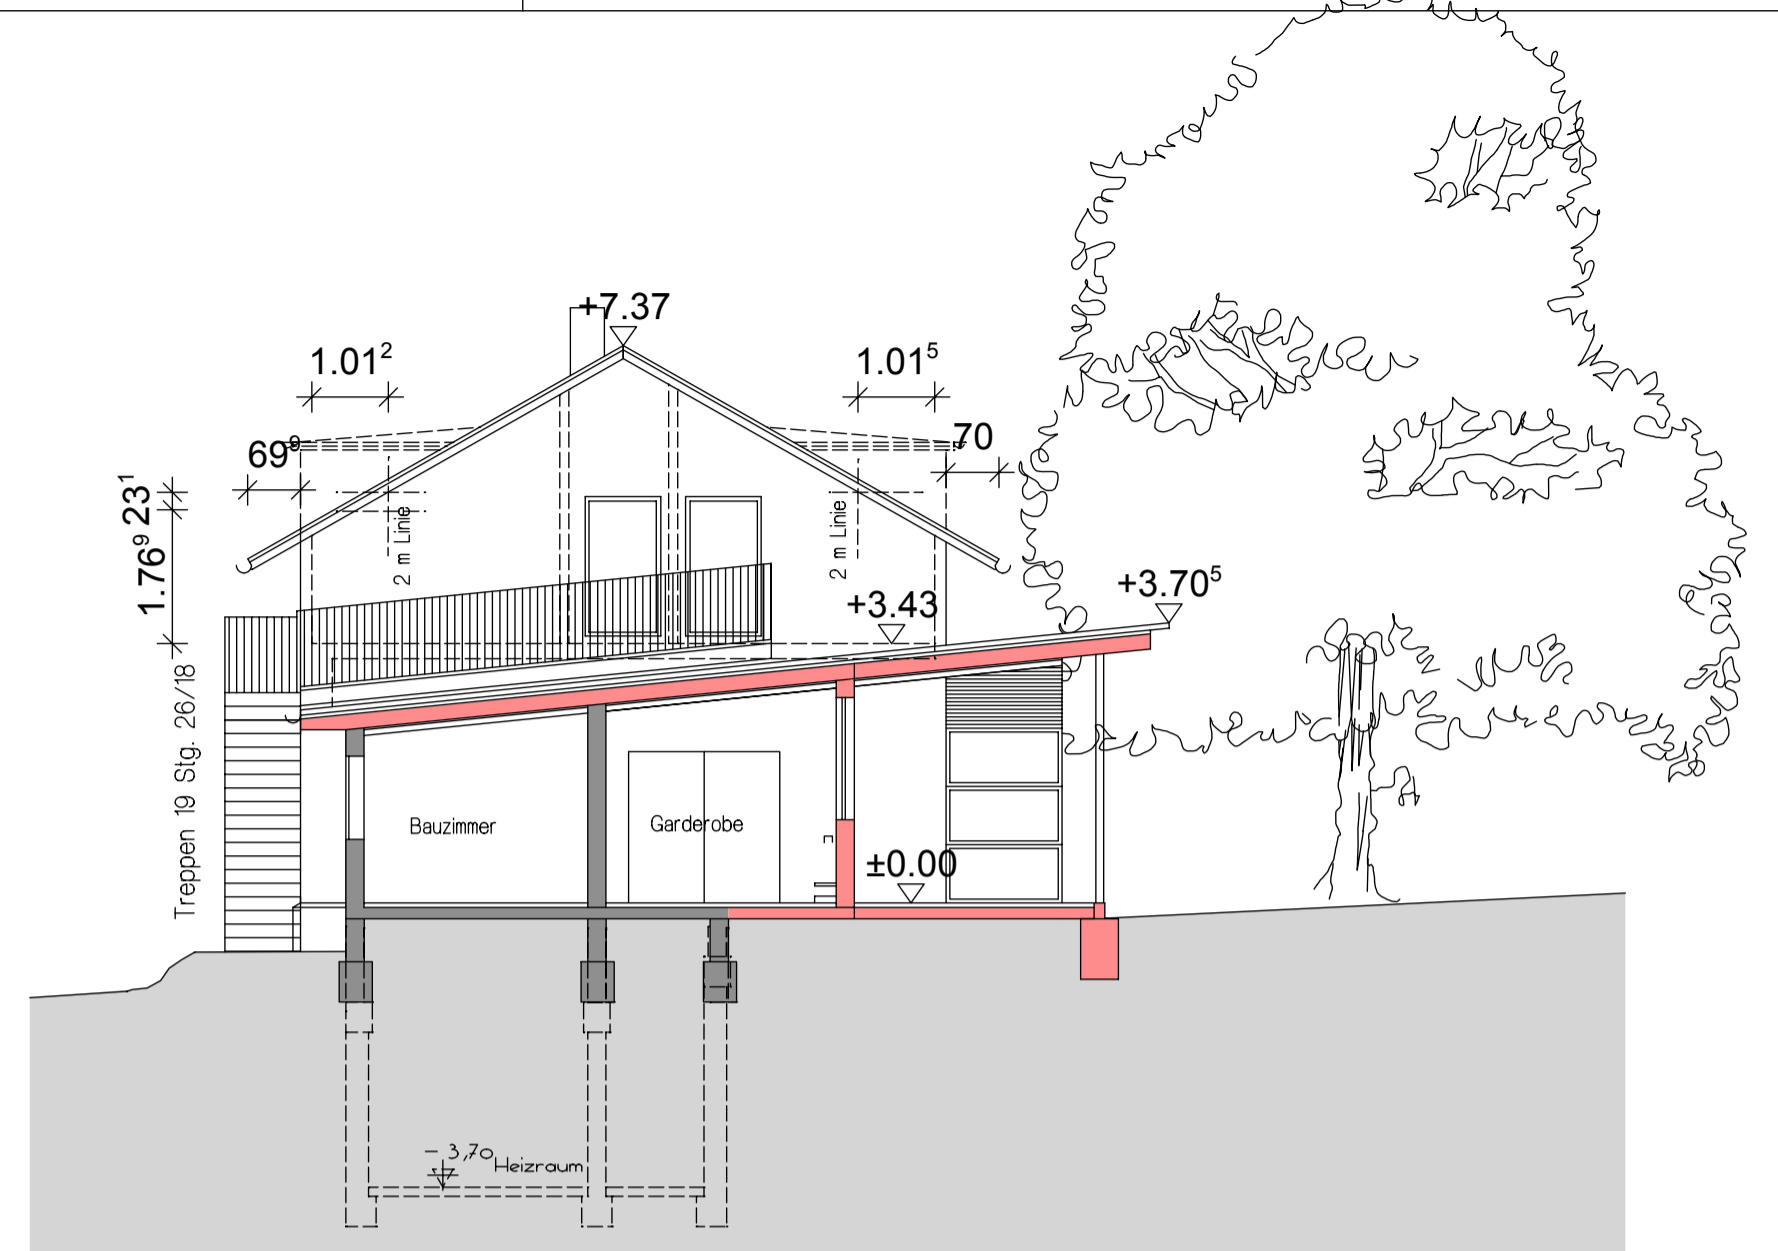 +7.37
1.01²
1.01⁵
69⁹
70
23¹
1.76⁹
2 m Linie
2 m Linie
+3.43
+3.70⁵
Treppen 19 Stg. 26/18
Bauzimmer
Garderobe
±0.00
- 3,70
Heizraum